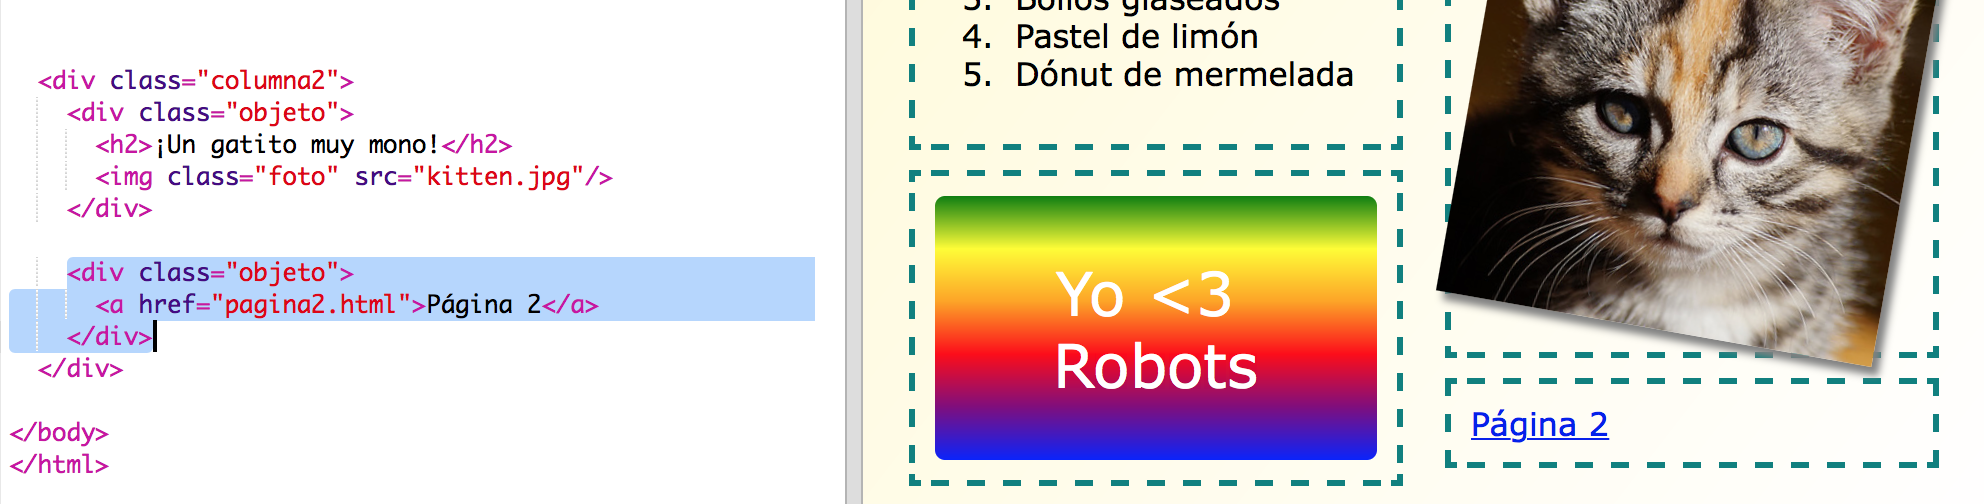 <div class="columna2">
<div class="objeto">
<h2>¡Un gatito muy mono!</h2>
<img class="foto" src="kitten.jpg"/>
</div>
<div class="objeto">
<a href="pagina2.html">Página 2</a>
</div>
</div>
</body>
</html>
3. Bollos glaseados
4. Pastel de limón
5. Dónut de mermelada
Yo <3
Robots
Página 2